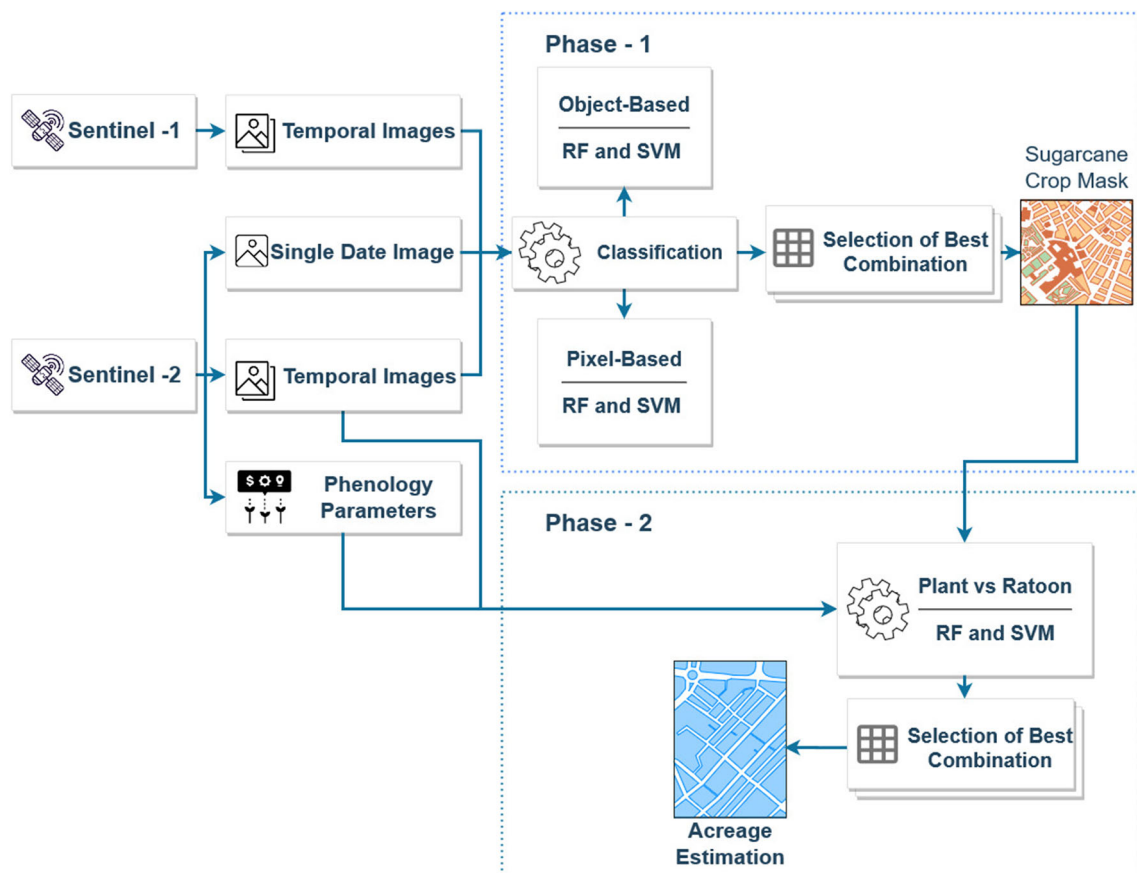 Phase - 1
Object-Based
RF and SVM
Sentinel -1
Temporal Images
Sugarcane
Crop Mask
Single Date Image
Classification
Selection of Best
Combination
Sentinel -2
Temporal Images
Pixel-Based
RF and SVM
Phenology
Parameters
Phase - 2
Plant vs Ratoon
RF and SVM
Selection of Best
Combination
Acreage
Estimation